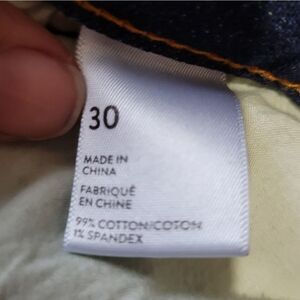 30
MADE IN
CHINA
FABRIQUÉ
EN CHINE
99% COTTON/COTON
1% SPANDEX